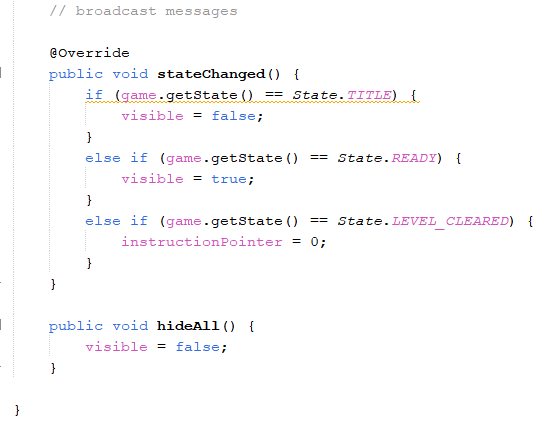 // broadcast messages
@Override
public void stateChanged() {
if (game.getState() == State.TITLE) {
visible = false;
}
else if (game.getState() == State.READY) {
visible = true;
}
else if (game.getState() == State.LEVEL_CLEARED) {
instructionPointer = 0;
}
}
public void hideAll() {
visible = false;
}
}